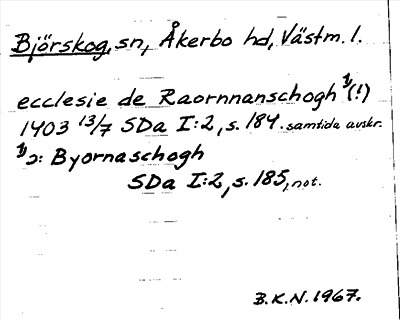 Björskog, sn, Åkerbo hd, Västm. l.
ecclesie de Raornnanschogh 1) (!)
1403 13/7 SDa I:2, s. 184. samtida avskr.
1) ɔ: Byornaschogh
SDa I:2, s. 185, not.
B.K.N. 1967.